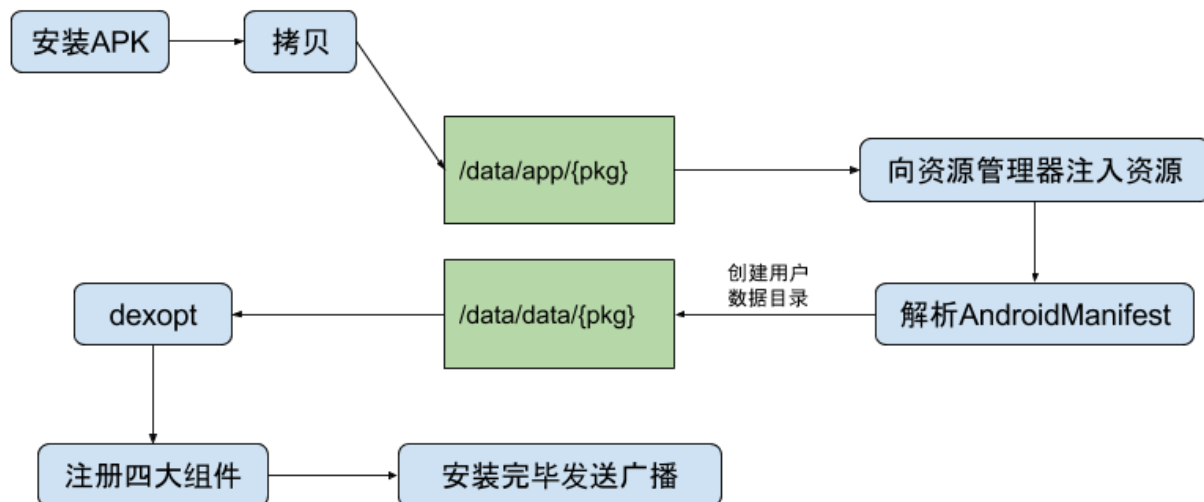 安装APK
拷贝
/data/app/{pkg}
向资源管理器注入资源
创建用户
数据目录
dexopt
/data/data/{pkg}
解析AndroidManifest
注册四大组件
安装完毕发送广播